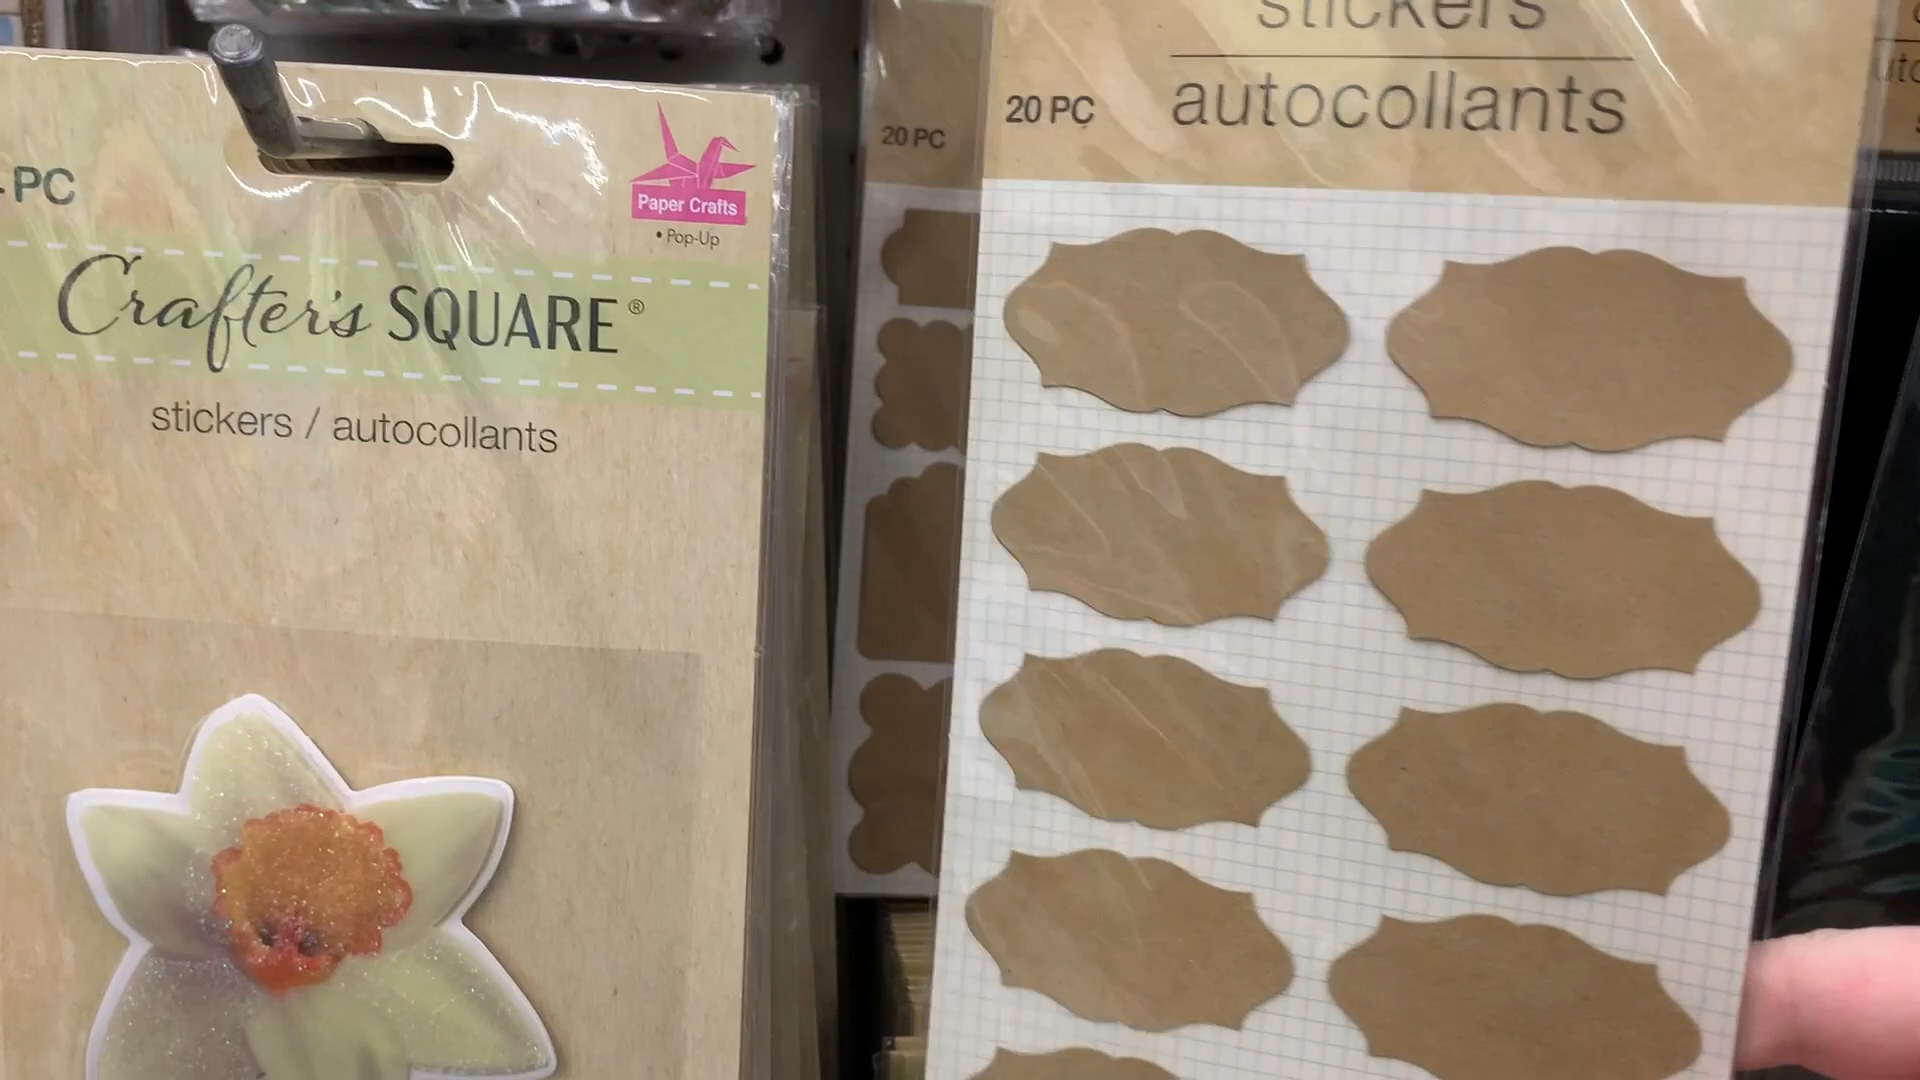 PC
Paper Crafts
• Pop-Up
Crafter's SQUARE®
stickers / autocollants
20 PC
stickers
20 PC
autocollants